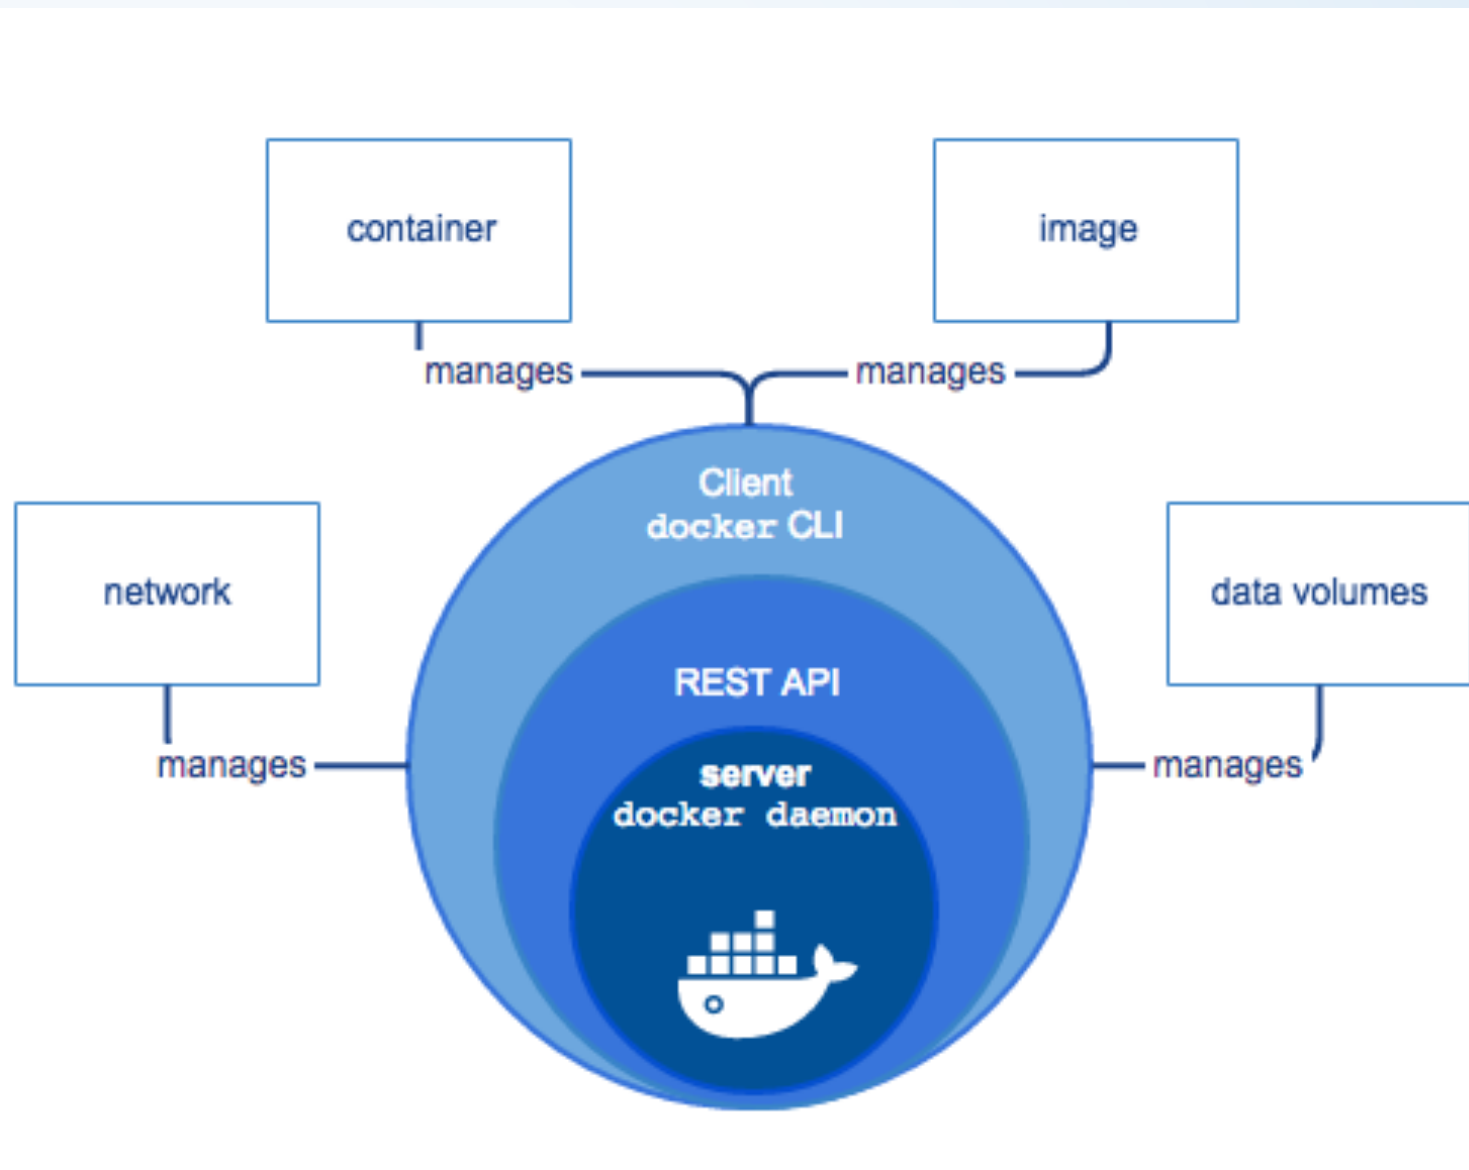 container
image
manages
manages
Client
docker CLI
network
data volumes
REST API
manages
manages
server
docker daemon